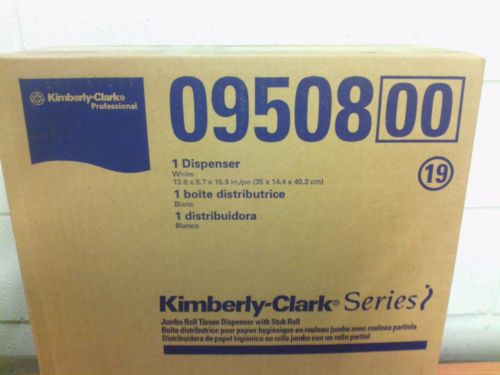 Kimberly-Clark®
Professional
09508 00
1 Dispenser
White
13.8 x 5.7 x 15.9 in./po (35 x 14.4 x 40.3 cm)
1 boîte distributrice
Blanc
1 distribuidora
Blanco
19
Kimberly-Clark® Series i
Jumbo Roll Tissue Dispenser with Stub Roll
Boîte distributrice pour papier hygiénique en rouleau jumbo avec rouleau partiels
Distribuidora de papel higiénico en rollo jumbo con un rollo partiel